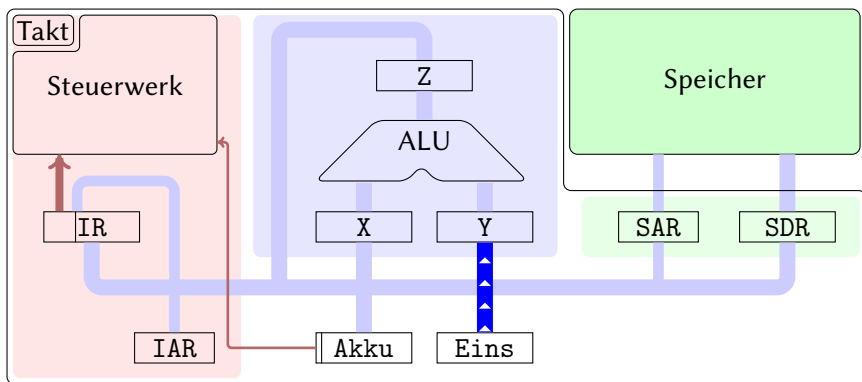 Takt
Steuerwerk
Z
Speicher
ALU
IR
X
Y
SAR
SDR
IAR
Akku
Eins